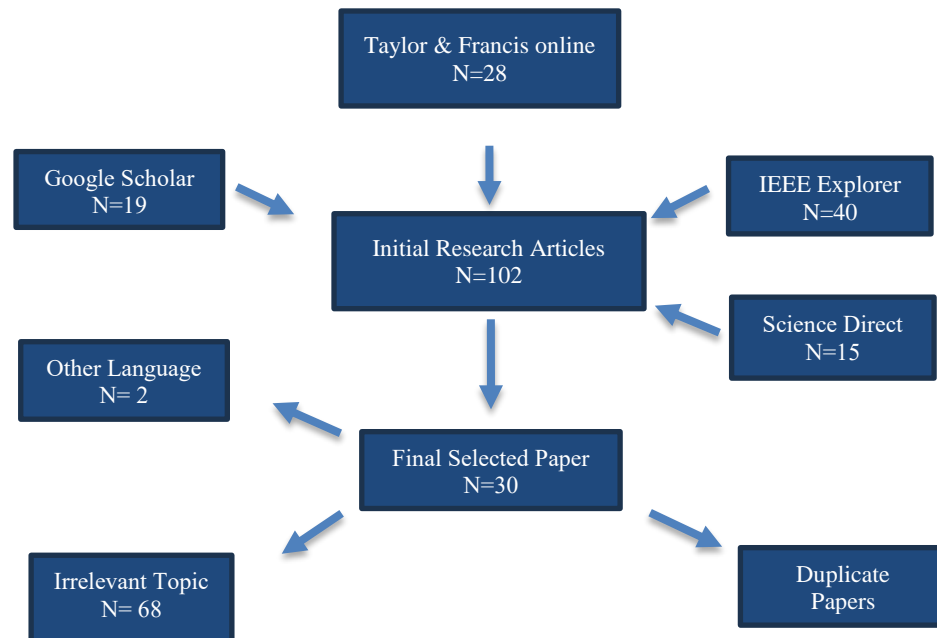 Taylor & Francis online
N=28
Google Scholar
N=19
IEEE Explorer
N=40
Initial Research Articles
N=102
Science Direct
N=15
Other Language
N= 2
Final Selected Paper
N=30
Irrelevant Topic
N= 68
Duplicate
Papers